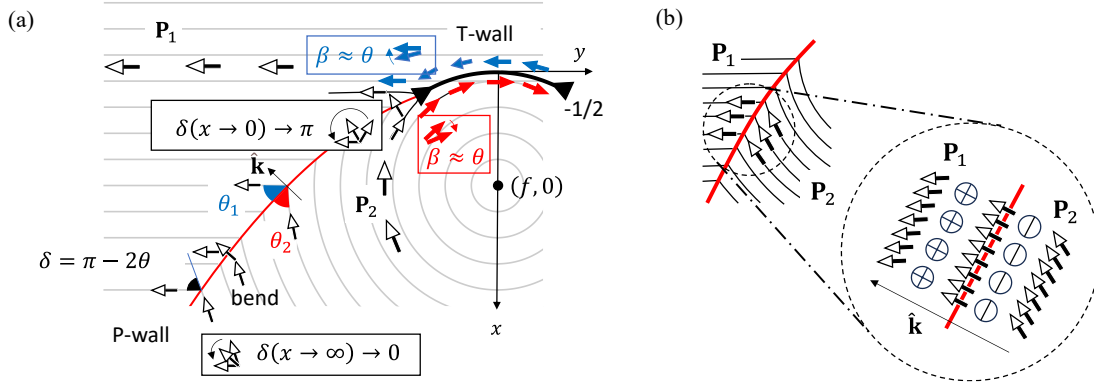 (a)
P₁
β ≈ θ
T-wall
y
-1/2
δ(x → 0) → π
β ≈ θ
k̂
(f, 0)
θ₁
P₂
θ₂
δ = π − 2θ
bend
P-wall
x
δ(x → ∞) → 0
(b)
P₁
P₂
P₁
P₂
k̂